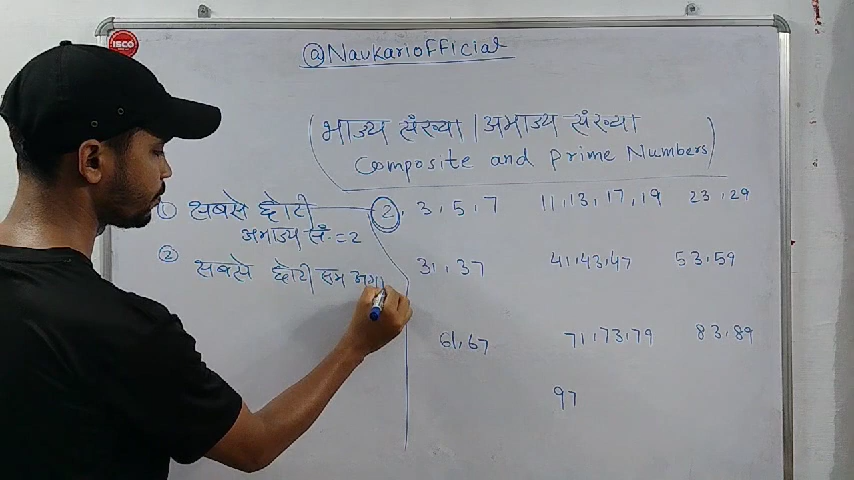 ISCO
@Naukariofficial
(भाज्य संख्या | अभाज्य संख्या
Composite and Prime Numbers)
① सबसे छोटी
अभाज्य सं. = 2
② सबसे छोटी सम अभा
2, 3, 5, 7 11, 13, 17, 19 23, 29
31, 37 41, 43, 47 53, 59
61, 67 71, 73, 79 83, 89
97